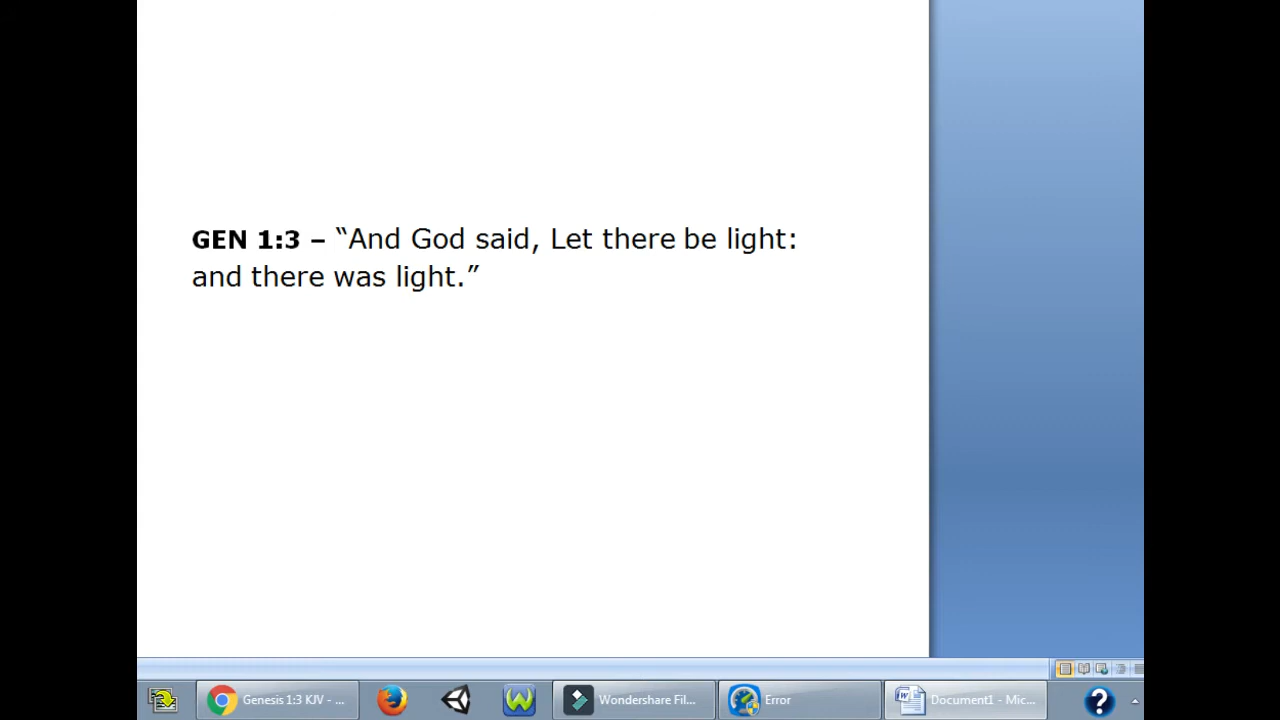 GEN 1:3 – “And God said, Let there be light:
and there was light.”
Genesis 1:3 KJV - ...
Wondershare Fil...
Error
Document1 - Mic...